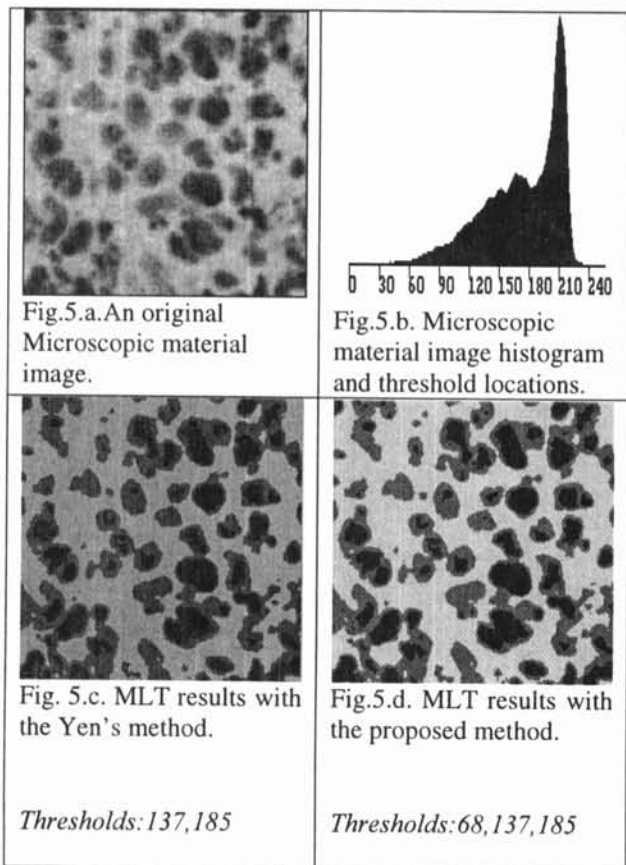 Fig.5.a.An original
Microscopic material
image.
0 30 60 90 120 150 180 210 240
Fig.5.b. Microscopic
material image histogram
and threshold locations.
Fig. 5.c. MLT results with
the Yen's method.
Thresholds:137,185
Fig.5.d. MLT results with
the proposed method.
Thresholds:68,137,185